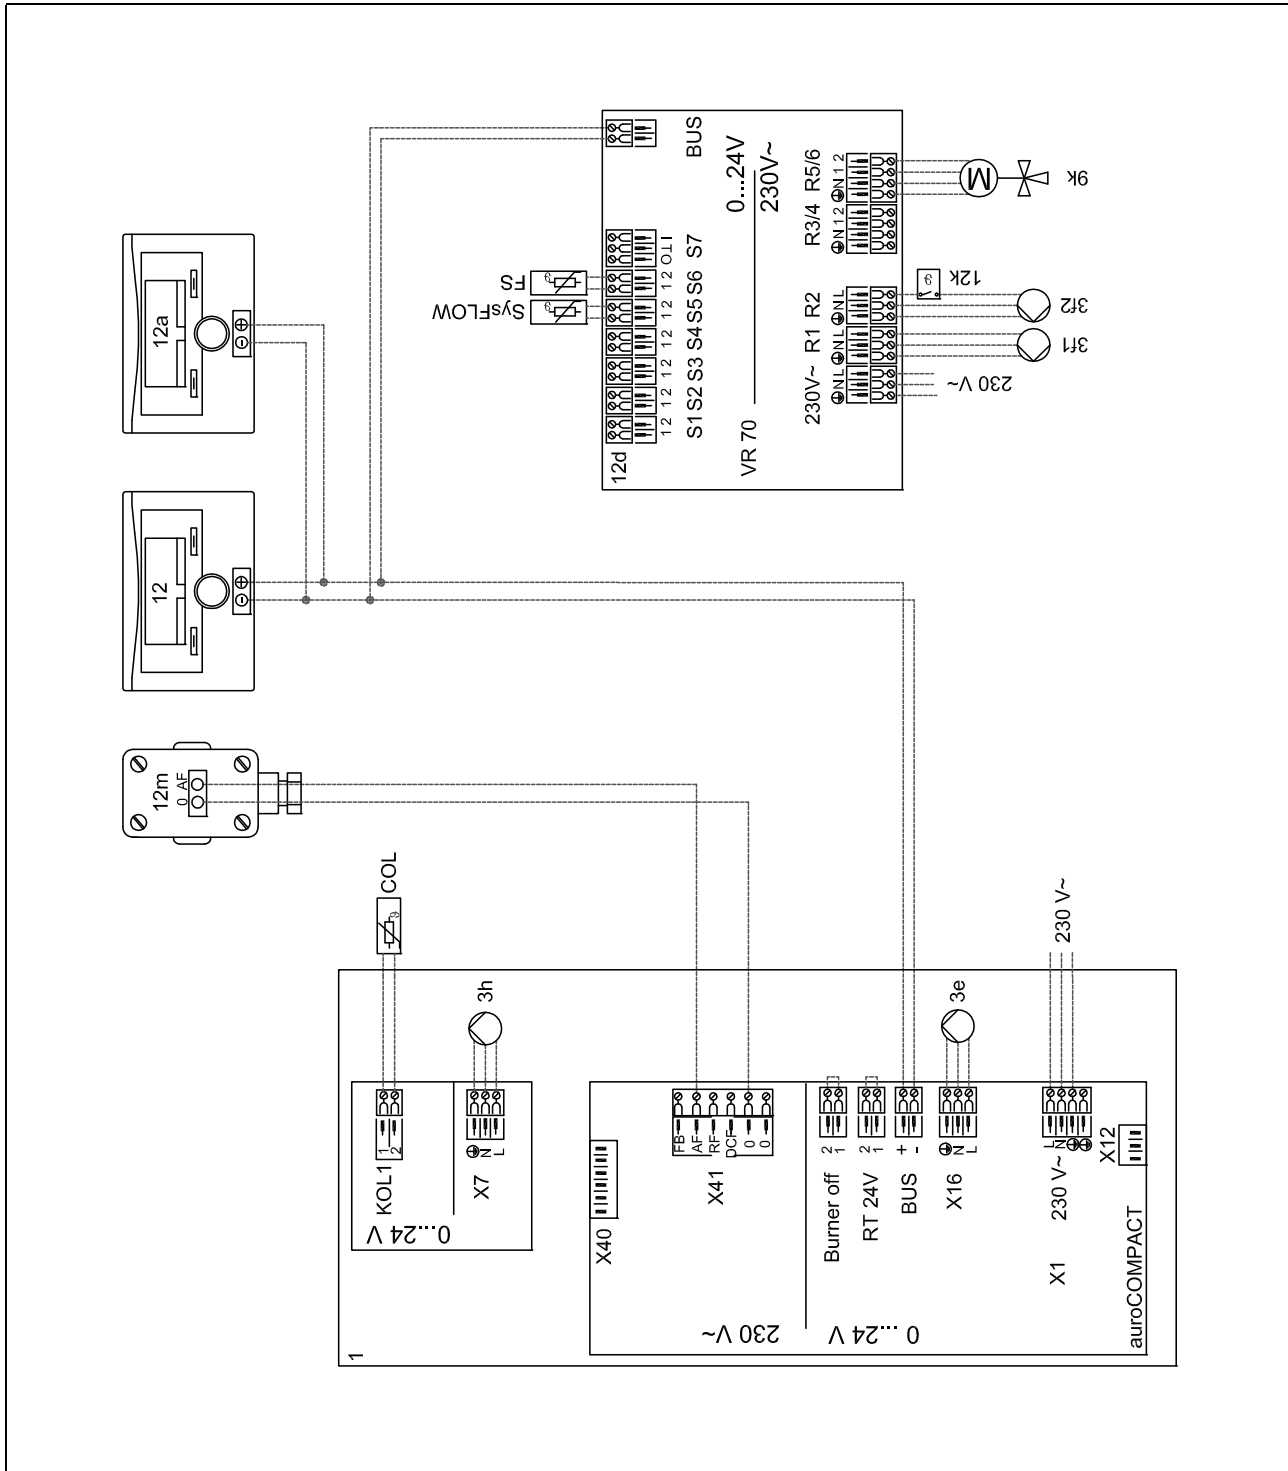 12a
12
12m
0 AF
COL
BUS
0...24V
230V~
R5/6
⏚ N 1 2
R3/4
⏚ N 1 2
9k
S7
O T I
FS
S6
1 2
SysFLOW
S5
1 2
S4
1 2
S3
1 2
S2
1 2
S1
1 2
12k
R2
⏚ N L
3f2
R1
⏚ N L
3f1
230V~
⏚ N L
230 V~
VR 70
12d
M
3h
3e
230 V~
KOL1
1
2
X7
⏚
N
L
0...24 V
X40
X41
FB
AF
RF
DCF
0
0
230 V~
Burner off
2
1
RT 24V
2
1
BUS
+
-
X16
⏚
N
L
0...24 V
230 V~
L
N
⏚
⏚
X1
X12
auroCOMPACT
1